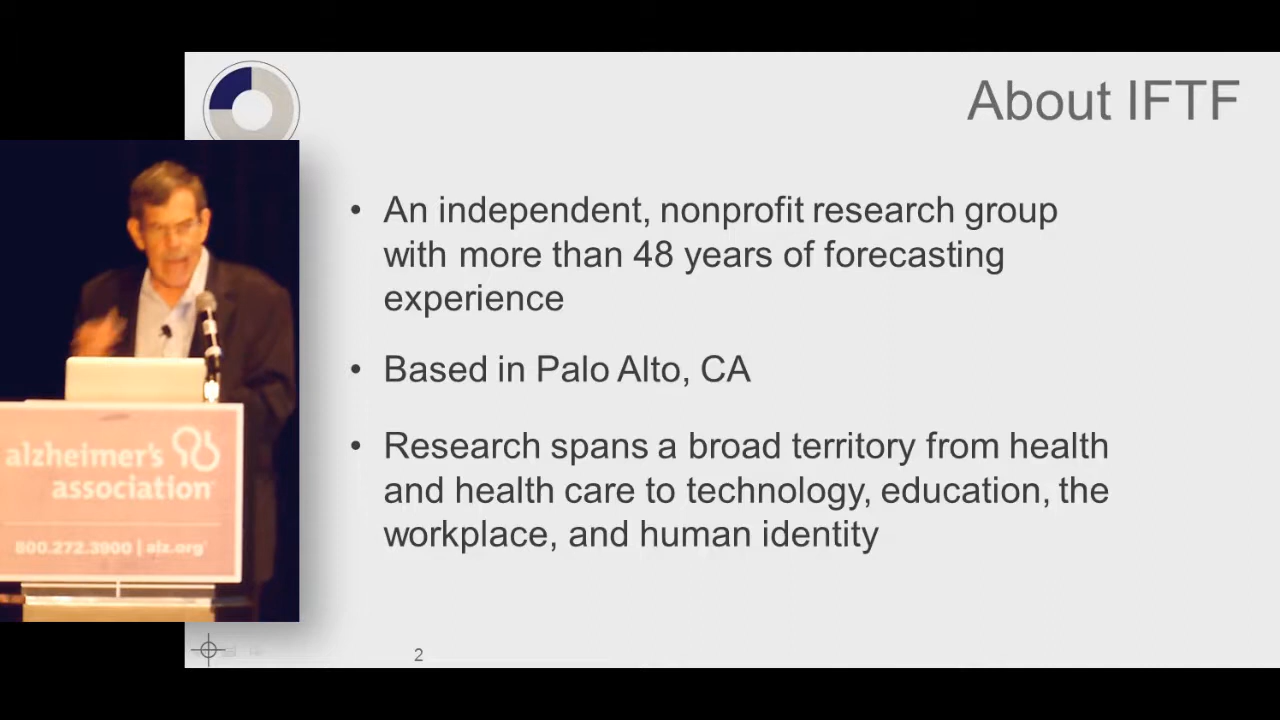 About IFTF
• An independent, nonprofit research group
with more than 48 years of forecasting
experience
• Based in Palo Alto, CA
• Research spans a broad territory from health
and health care to technology, education, the
workplace, and human identity
alzheimer's
association
800.272.3900 | alz.org
2